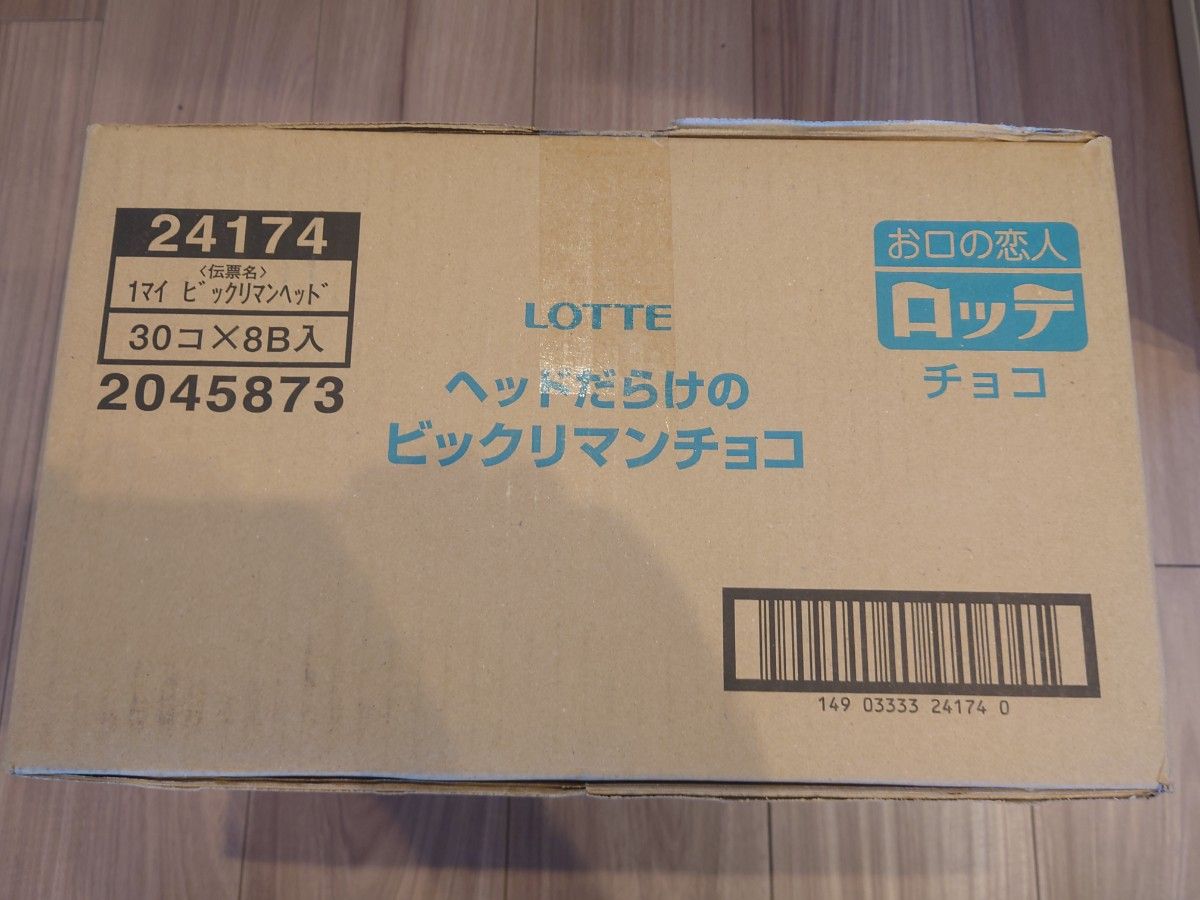 24174
〈伝票名〉
1マイ ビックリマンヘッド
30コ×8B入
2045873
LOTTE
ヘッドだらけの
ビックリマンチョコ
お口の恋人
ロッテ
チョコ
149 03333 24174 0